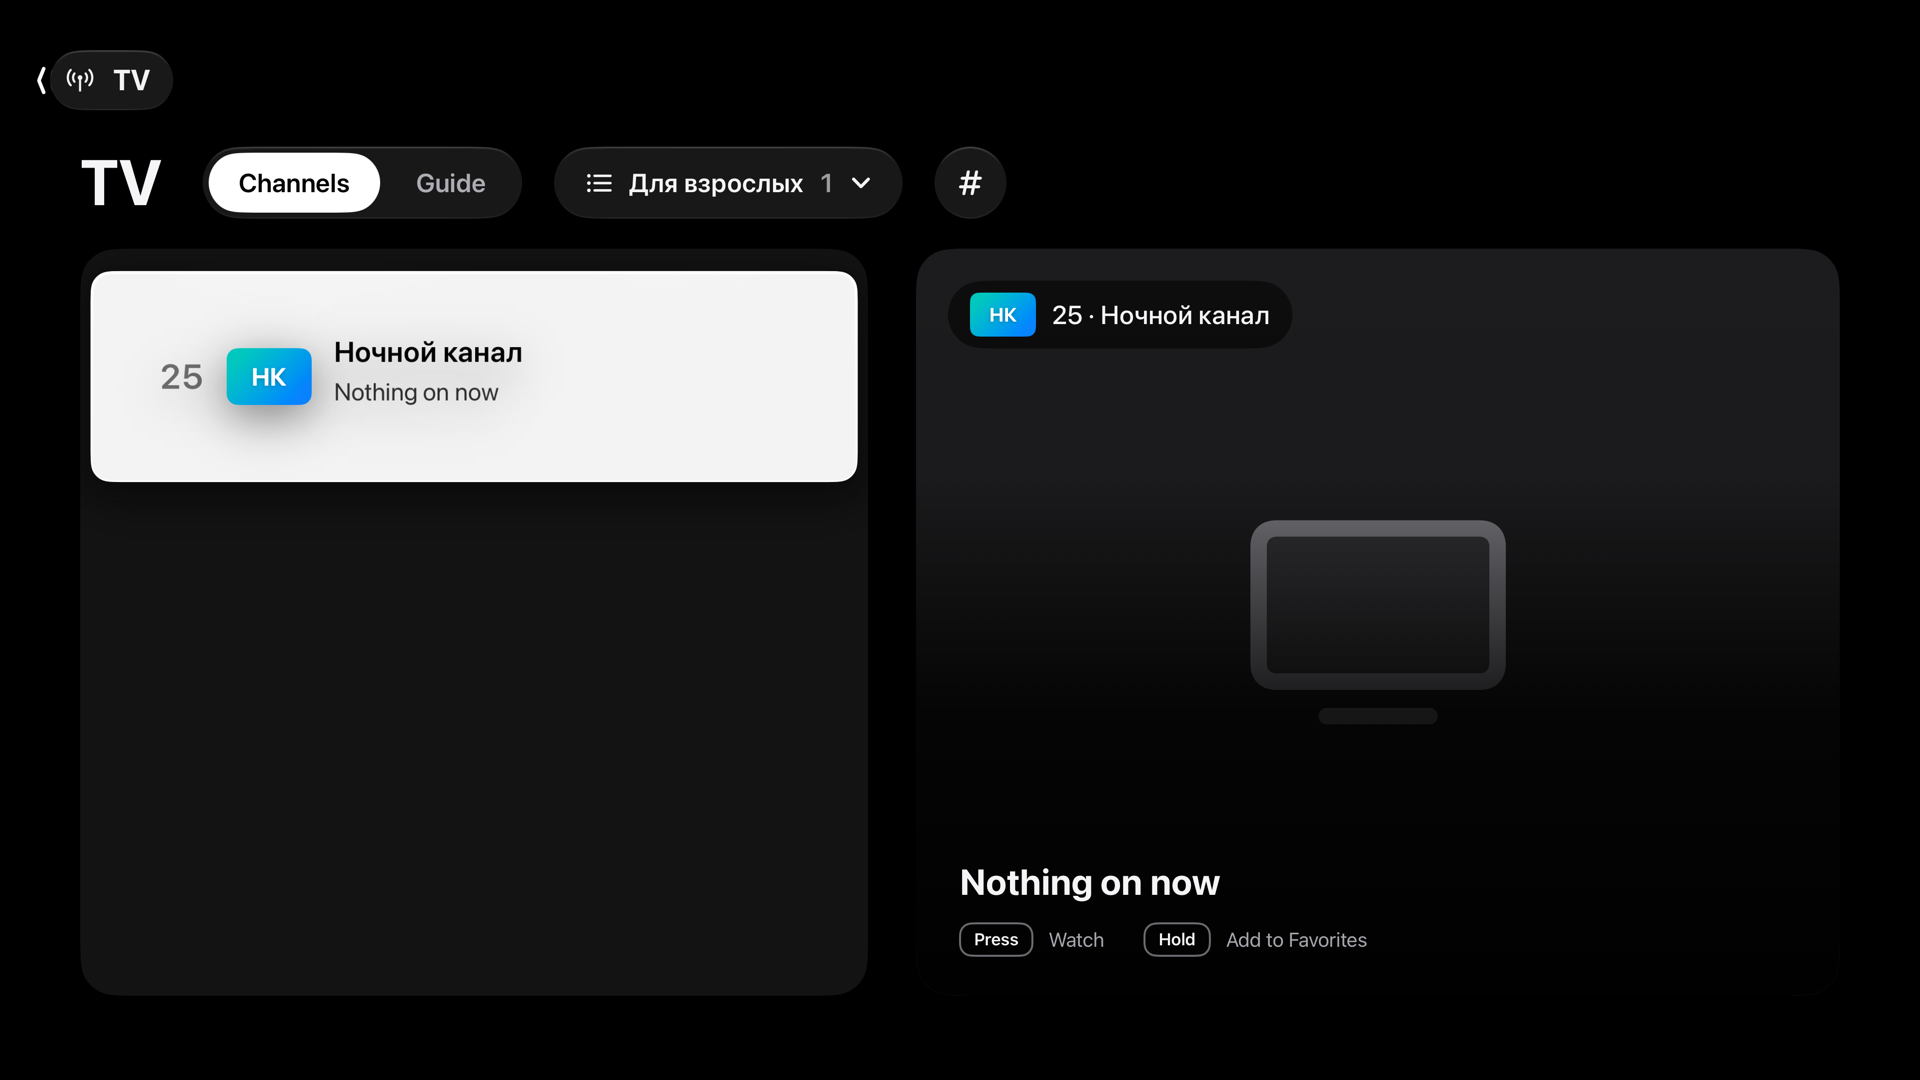 TV
TV
Channels
Guide
Для взрослых 1
#
25
НК
Ночной канал
Nothing on now
НК
25 · Ночной канал
Nothing on now
Press Watch
Hold Add to Favorites